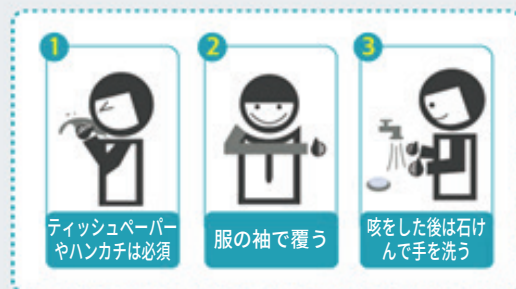 1
ティッシュペーパー
やハンカチは必須
2
服の袖で覆う
3
咳をした後は石け
んで手を洗う